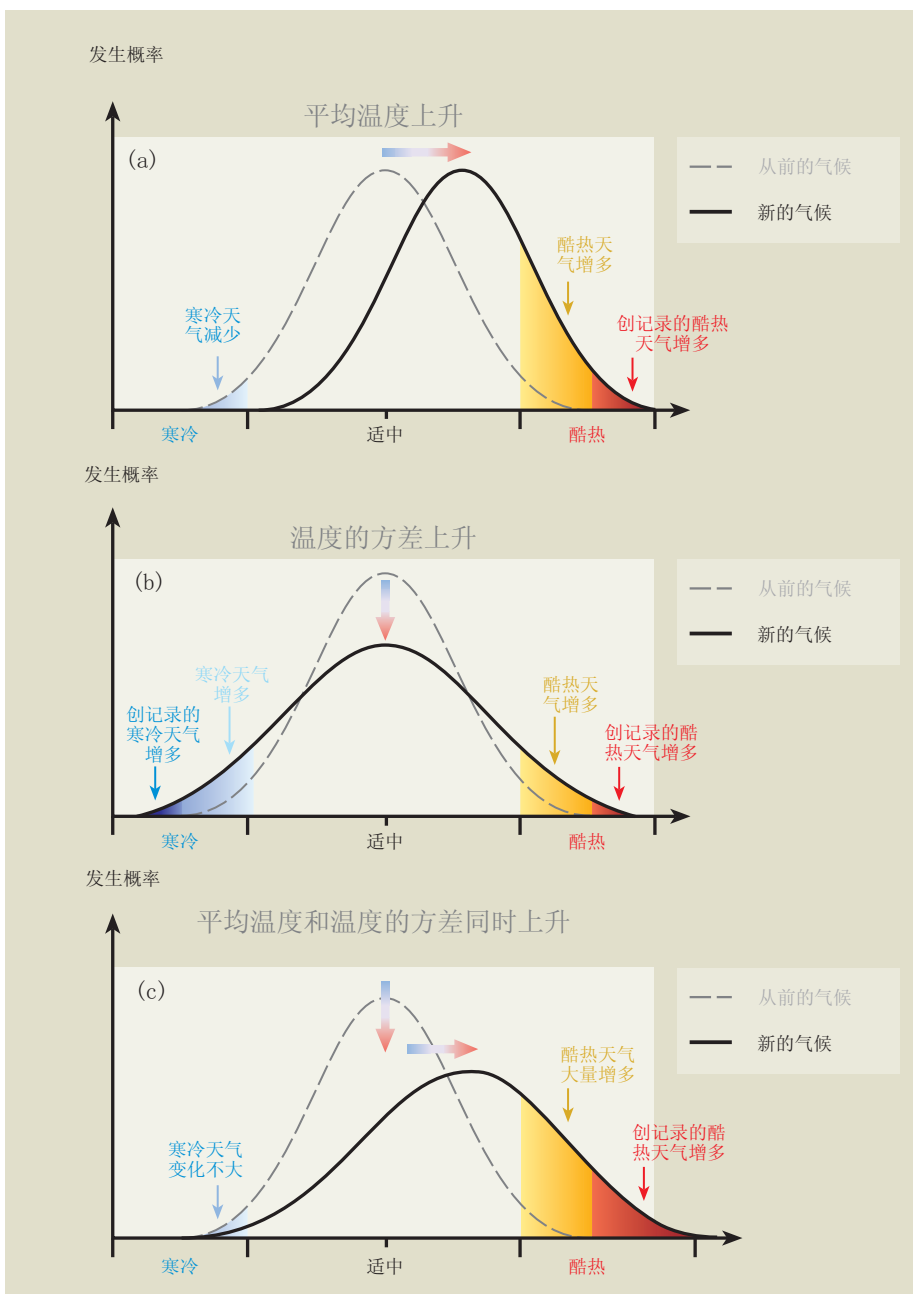 发生概率
平均温度上升
(a)
从前的气候
新的气候
酷热天
气增多
寒冷天
气减少
创记录的酷热
天气增多
寒冷
适中
酷热
发生概率
温度的方差上升
(b)
从前的气候
新的气候
寒冷天气
增多
酷热天
气增多
创记录的
寒冷天气
增多
创记录的酷
热天气增多
寒冷
适中
酷热
发生概率
平均温度和温度的方差同时上升
(c)
从前的气候
新的气候
酷热天气
大量增多
创记录的酷
热天气增多
寒冷天气
变化不大
寒冷
适中
酷热